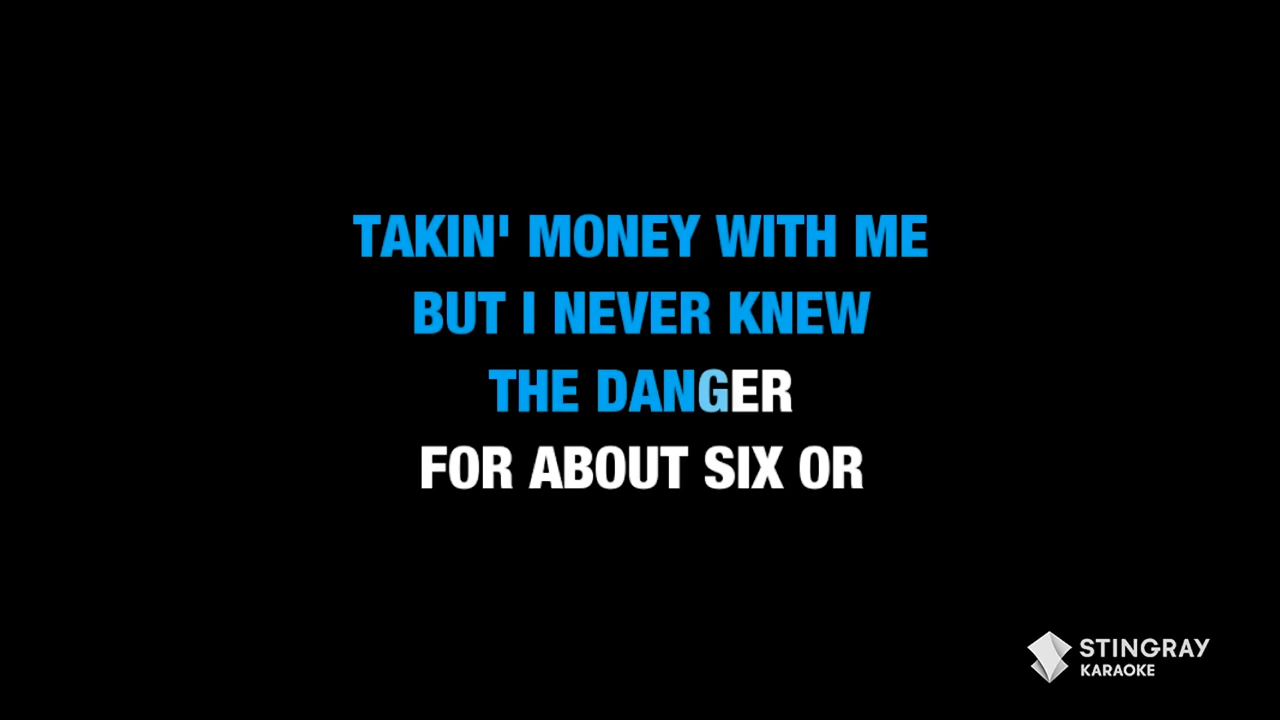 TAKIN' MONEY WITH ME
BUT I NEVER KNEW
THE DANGER
FOR ABOUT SIX OR
STINGRAY
KARAOKE